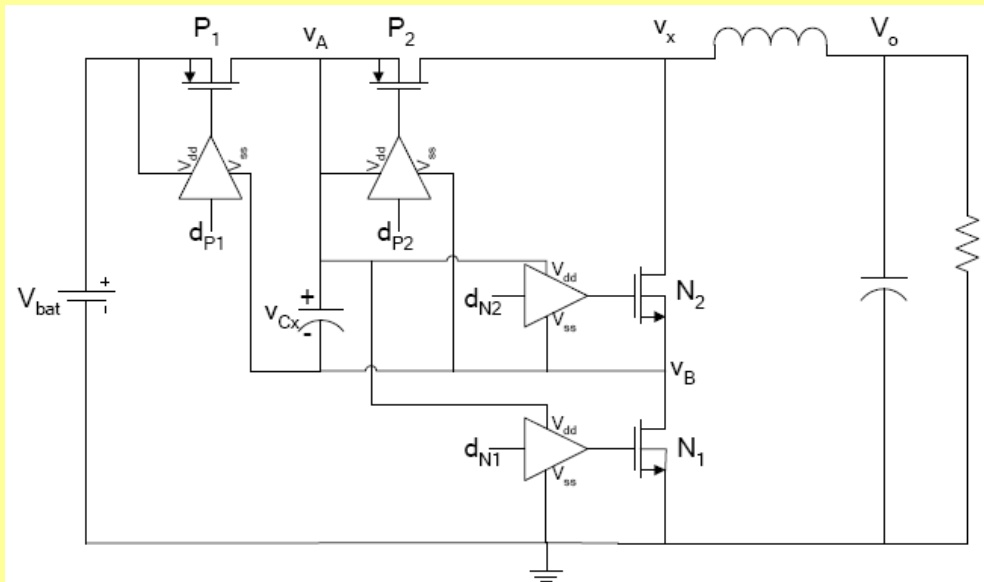 P1 vA P2 vx Vo
Vdd Vss Vdd Vss
dP1 dP2
Vbat + - vCx + - dN2 Vdd Vss N2
vB
dN1 Vdd Vss N1